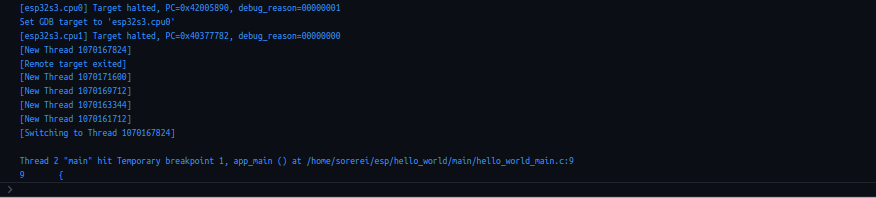 [esp32s3.cpu0] Target halted, PC=0x42005890, debug_reason=00000001
Set GDB target to 'esp32s3.cpu0'
[esp32s3.cpu1] Target halted, PC=0x40377782, debug_reason=00000000
[New Thread 1070167824]
[Remote target exited]
[New Thread 1070171600]
[New Thread 1070169712]
[New Thread 1070163344]
[New Thread 1070161712]
[Switching to Thread 1070167824]

Thread 2 "main" hit Temporary breakpoint 1, app_main () at /home/sorerei/esp/hello_world/main/hello_world_main.c:9
9       {